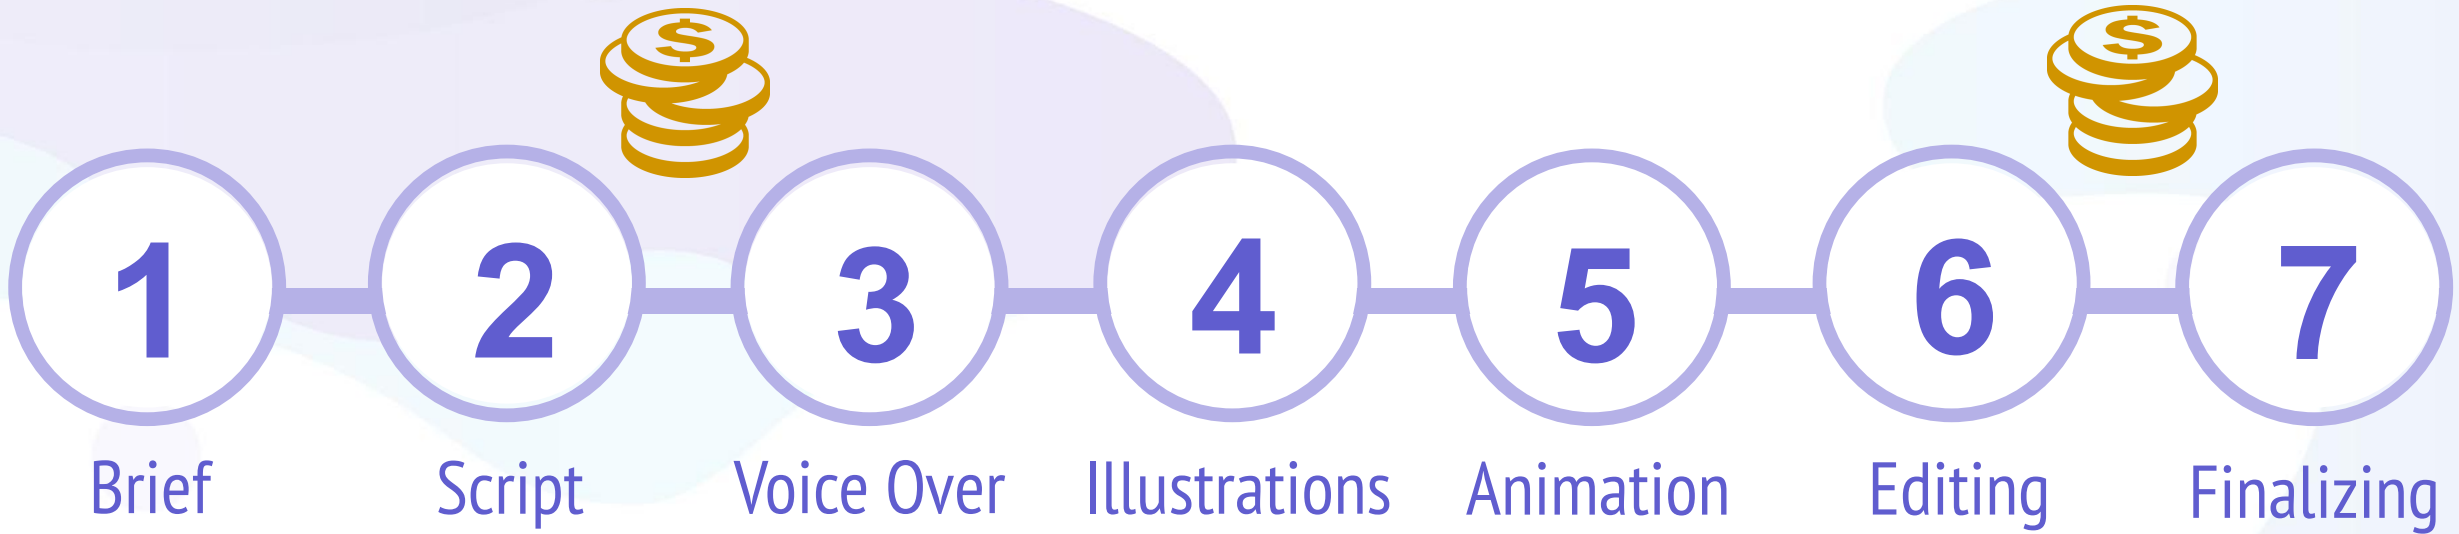 $ $
1 2 3 4 5 6 7
Brief Script Voice Over Illustrations Animation Editing Finalizing